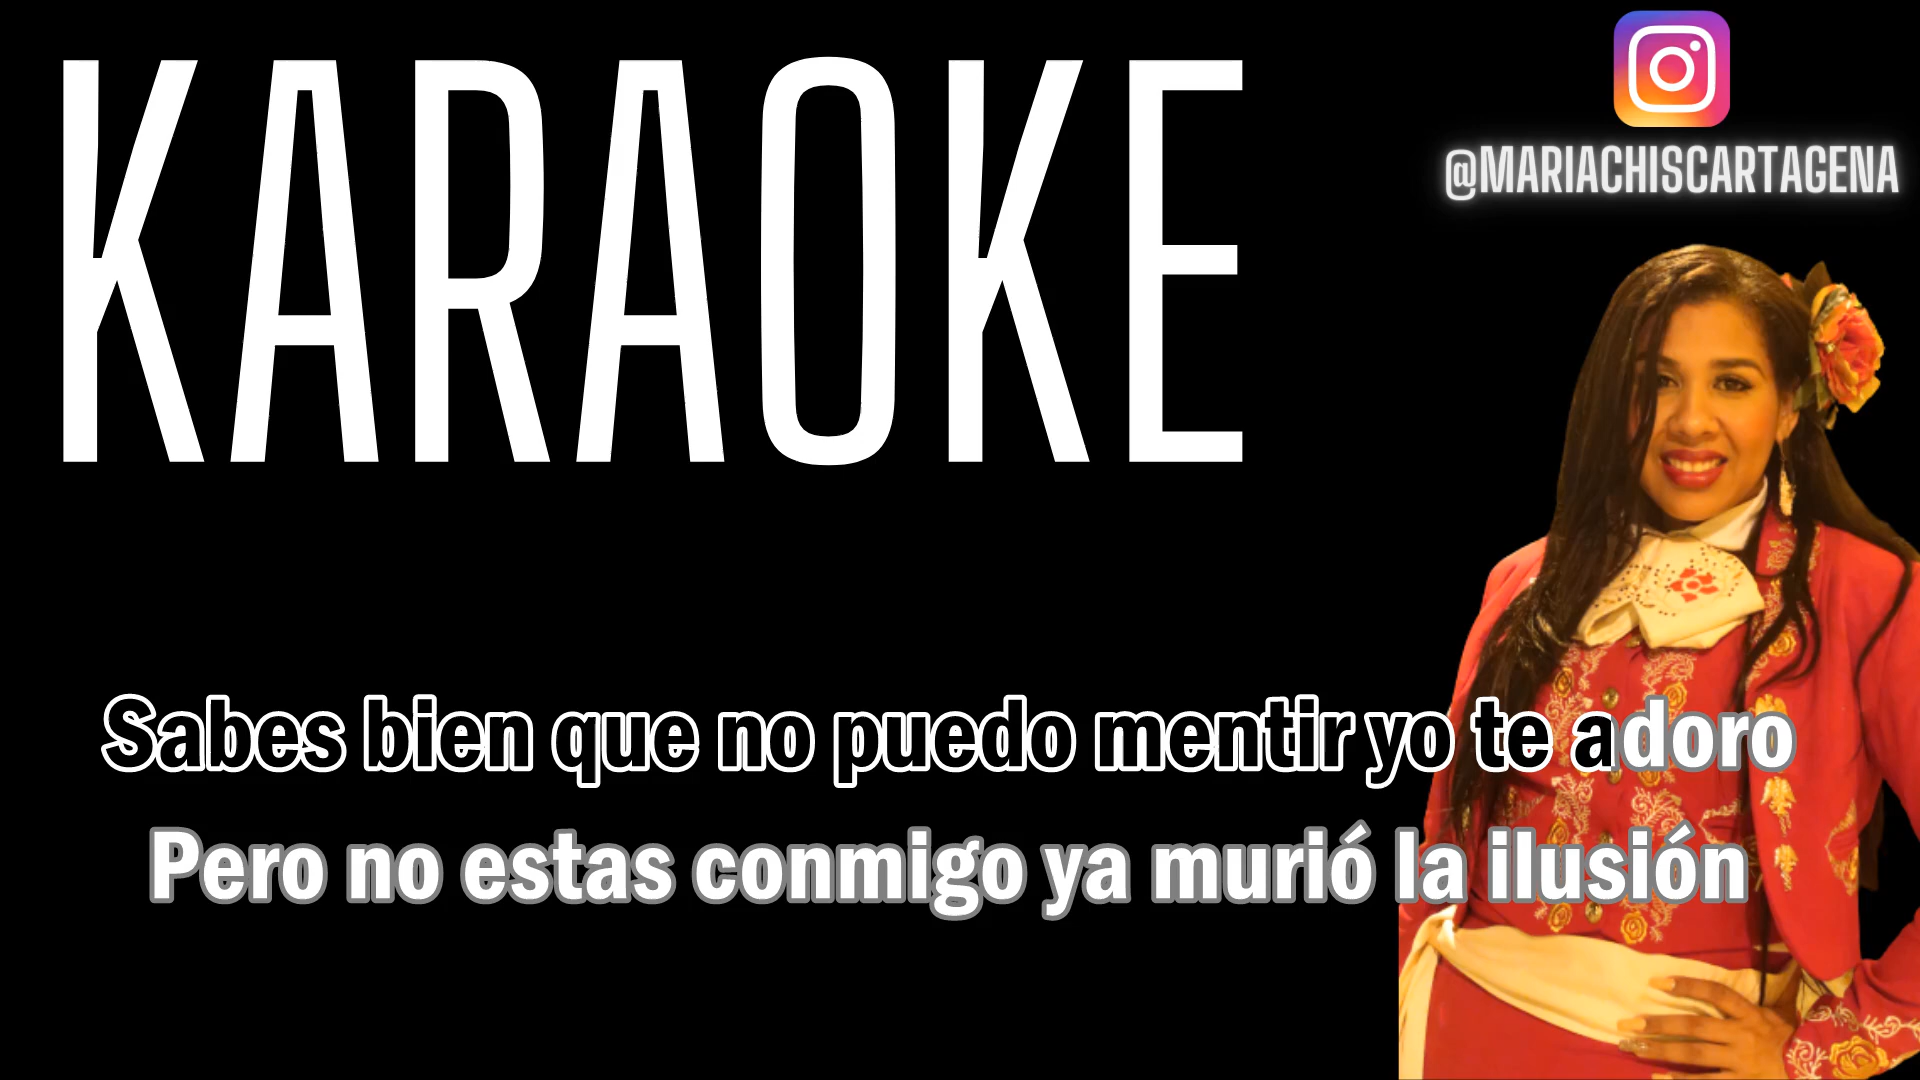 KARAOKE
@MARIACHISCARTAGENA
Sabes bien que no puedo mentir yo te adoro
Pero no estas conmigo ya murió la ilusión